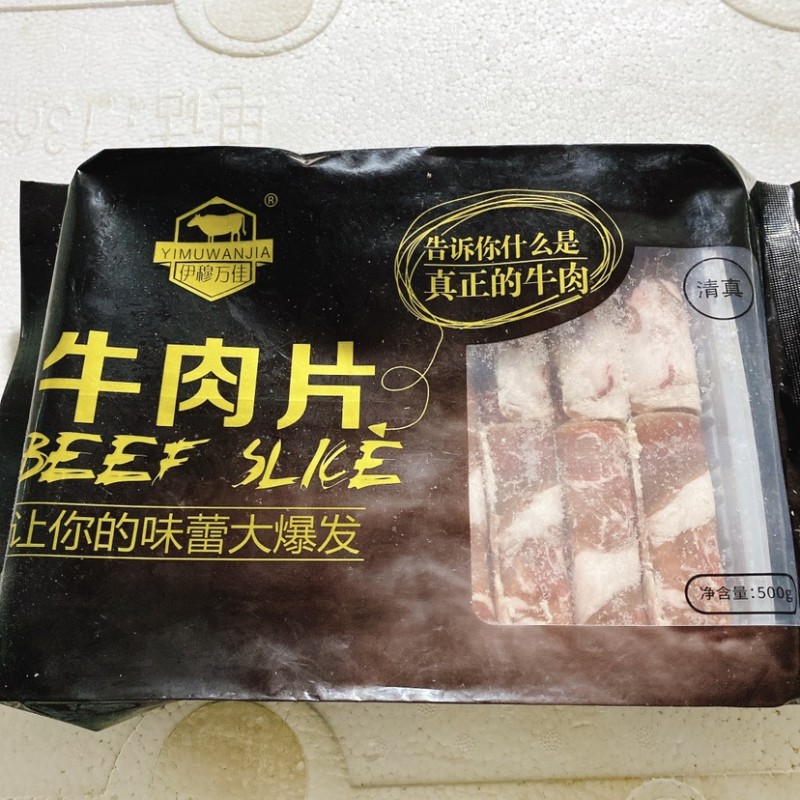 ®
YIMUWANJIA
伊穆万佳
告诉你什么是
真正的牛肉
清真
牛肉片
BEEF SLICE
让你的味蕾大爆发
净含量:500g